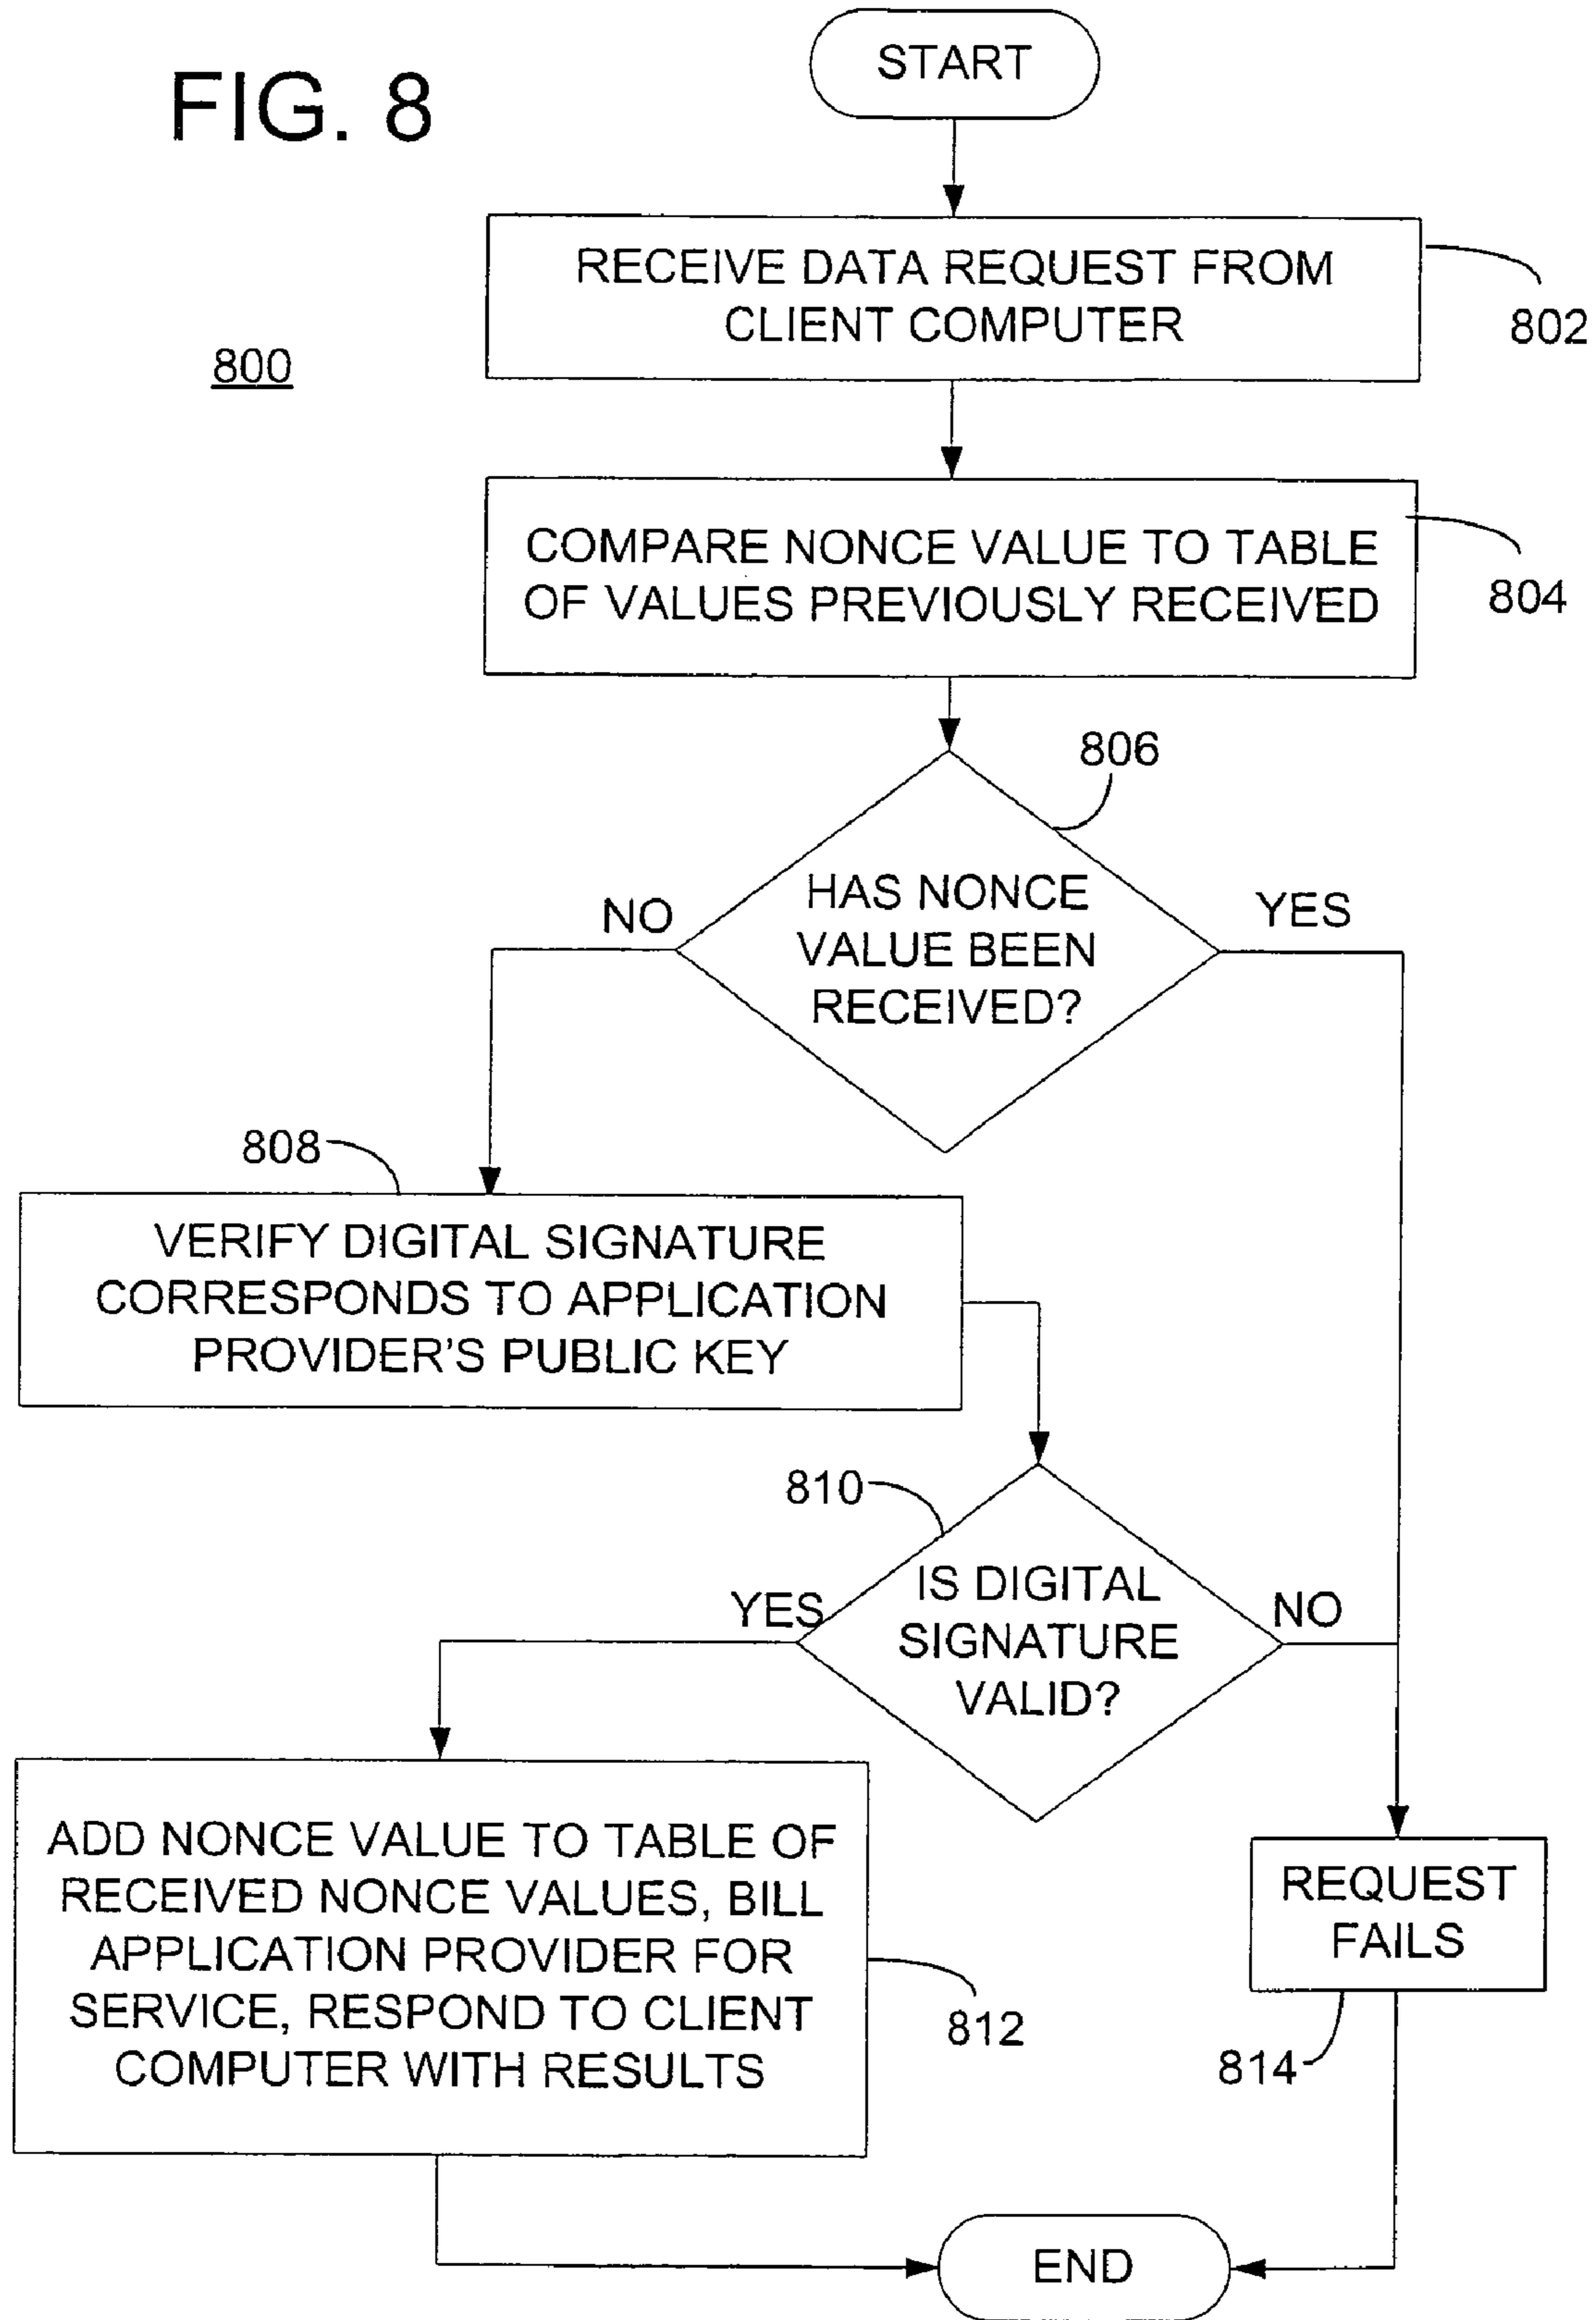 FIG. 8
START
RECEIVE DATA REQUEST FROM
CLIENT COMPUTER
802
800
COMPARE NONCE VALUE TO TABLE
OF VALUES PREVIOUSLY RECEIVED
804
806
HAS NONCE
VALUE BEEN
RECEIVED?
NO
YES
808
VERIFY DIGITAL SIGNATURE
CORRESPONDS TO APPLICATION
PROVIDER'S PUBLIC KEY
810
IS DIGITAL
SIGNATURE
VALID?
YES
NO
ADD NONCE VALUE TO TABLE OF
RECEIVED NONCE VALUES, BILL
APPLICATION PROVIDER FOR
SERVICE, RESPOND TO CLIENT
COMPUTER WITH RESULTS
812
REQUEST
FAILS
814
END